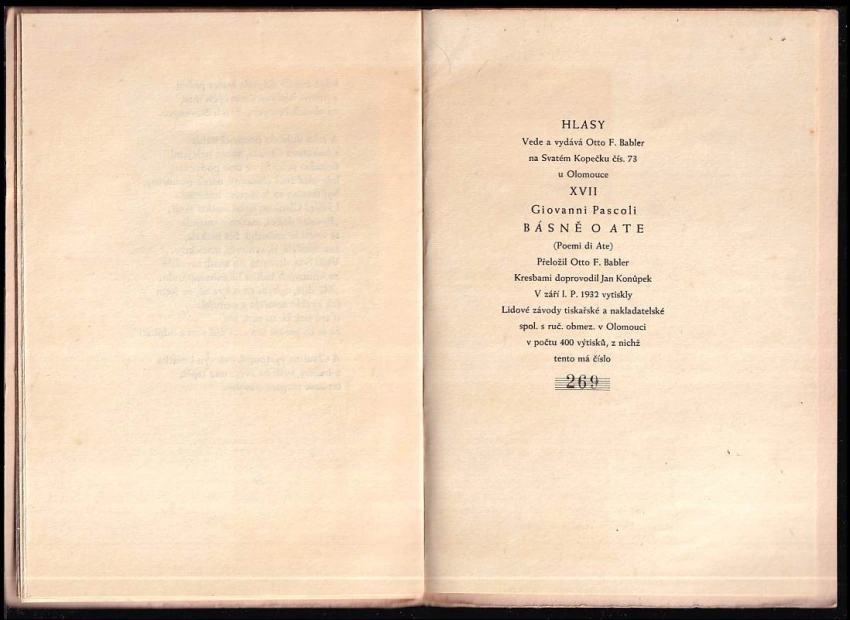 HLASY
Vede a vydává Otto F. Babler
na Svatém Kopečku čís. 73
u Olomouce
XVII
Giovanni Pascoli
BÁSNĚ O ATE
(Poemi di Ate)
Přeložil Otto F. Babler
Kresbami doprovodil Jan Konůpek
V září l. P. 1932 vytiskly
Lidové závody tiskařské a nakladatelské
spol. s ruč. obmez. v Olomouci
v počtu 400 výtisků, z nichž
tento má číslo
269